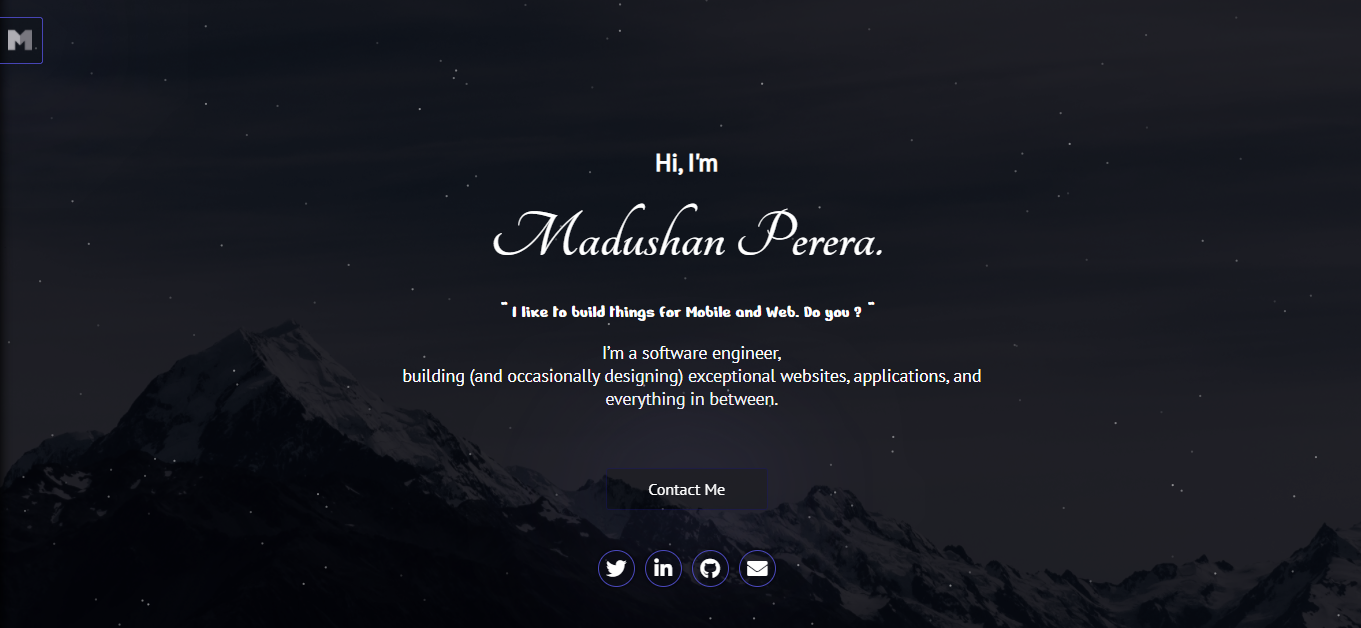 M.
Hi, I'm
Madushan Perera.
" I like to build things for Mobile and Web. Do you ? "
I'm a software engineer,
building (and occasionally designing) exceptional websites, applications, and
everything in between.
Contact Me
in